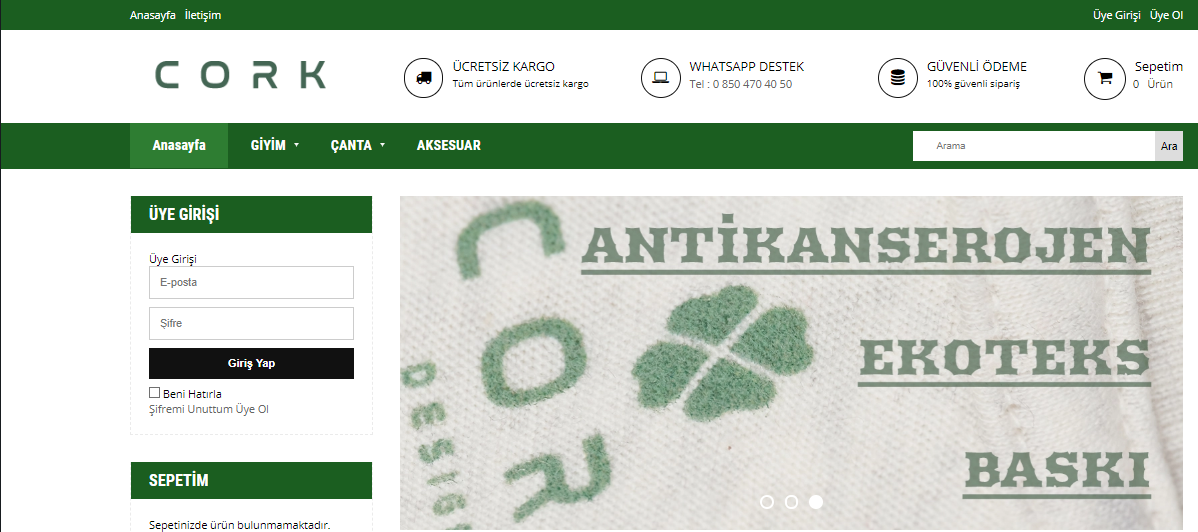 Anasayfa İletişim
Üye Girişi Üye Ol
CORK
ÜCRETSİZ KARGO
Tüm ürünlerde ücretsiz kargo
WHATSAPP DESTEK
Tel : 0 850 470 40 50
GÜVENLİ ÖDEME
100% güvenli sipariş
Sepetim
0 Ürün
Anasayfa GİYİM ÇANTA AKSESUAR
Arama Ara
ÜYE GİRİŞİ
Üye Girişi
E-posta
Şifre
Giriş Yap
Beni Hatırla
Şifremi Unuttum Üye Ol
SEPETİM
Sepetinizde ürün bulunmamaktadır.
ANTİKANSEROJEN
EKOTEKS
BASKI
COR
DESIG